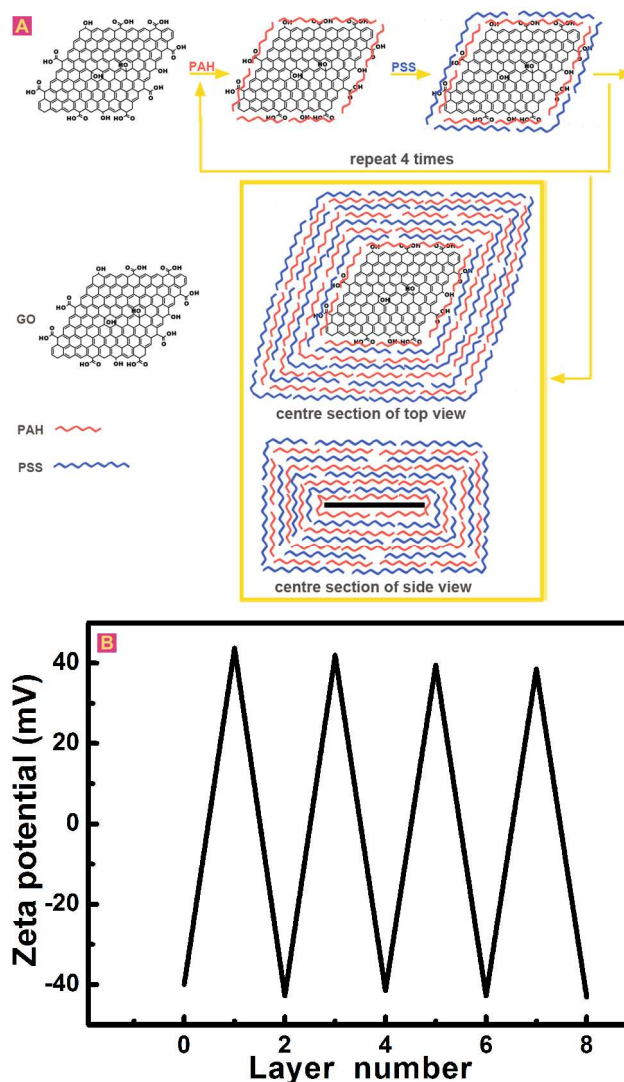 A
PAH
PSS
repeat 4 times
GO
PAH
PSS
centre section of top view
centre section of side view
B
Zeta potential (mV)
40
20
0
-20
-40
0 2 4 6 8
Layer number